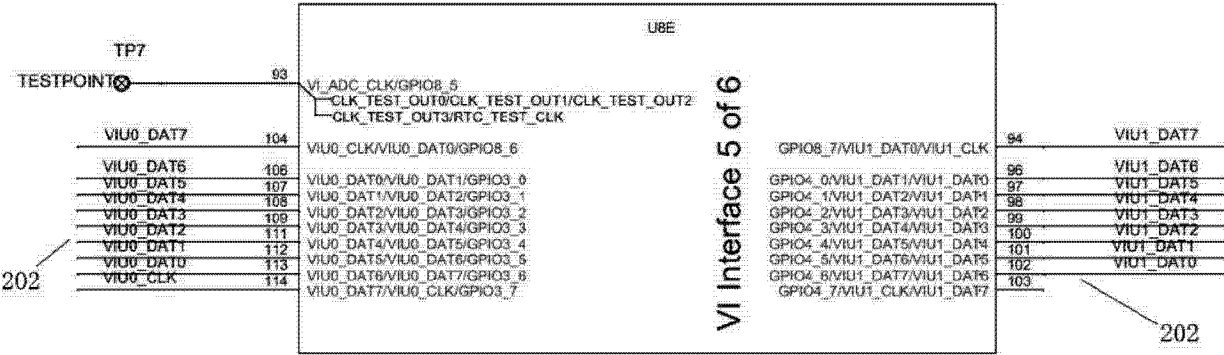 U8E
TP7
TESTPOINT
93
VI_ADC_CLK/GPIO8_5
CLK_TEST_OUT0/CLK_TEST_OUT1/CLK_TEST_OUT2
CLK_TEST_OUT3/RTC_TEST_CLK
VIU0_DAT7 104 VIU0_CLK/VIU0_DAT0/GPIO8_6
VIU0_DAT6 106 VIU0_DAT0/VIU0_DAT1/GPIO3_0
VIU0_DAT5 107 VIU0_DAT1/VIU0_DAT2/GPIO3_1
VIU0_DAT4 108 VIU0_DAT2/VIU0_DAT3/GPIO3_2
VIU0_DAT3 109 VIU0_DAT3/VIU0_DAT4/GPIO3_3
VIU0_DAT2 111 VIU0_DAT4/VIU0_DAT5/GPIO3_4
VIU0_DAT1 112 VIU0_DAT5/VIU0_DAT6/GPIO3_5
VIU0_DAT0 113 VIU0_DAT6/VIU0_DAT7/GPIO3_6
VIU0_CLK 114 VIU0_DAT7/VIU0_CLK/GPIO3_7
202
VI Interface 5 of 6
GPIO8_7/VIU1_DAT0/VIU1_CLK 94 VIU1_DAT7
GPIO4_0/VIU1_DAT1/VIU1_DAT0 96 VIU1_DAT6
GPIO4_1/VIU1_DAT2/VIU1_DAT1 97 VIU1_DAT5
GPIO4_2/VIU1_DAT3/VIU1_DAT2 98 VIU1_DAT4
GPIO4_3/VIU1_DAT4/VIU1_DAT3 99 VIU1_DAT3
GPIO4_4/VIU1_DAT5/VIU1_DAT4 100 VIU1_DAT2
GPIO4_5/VIU1_DAT6/VIU1_DAT5 101 VIU1_DAT1
GPIO4_6/VIU1_DAT7/VIU1_DAT6 102 VIU1_DAT0
GPIO4_7/VIU1_CLK/VIU1_DAT7 103
202